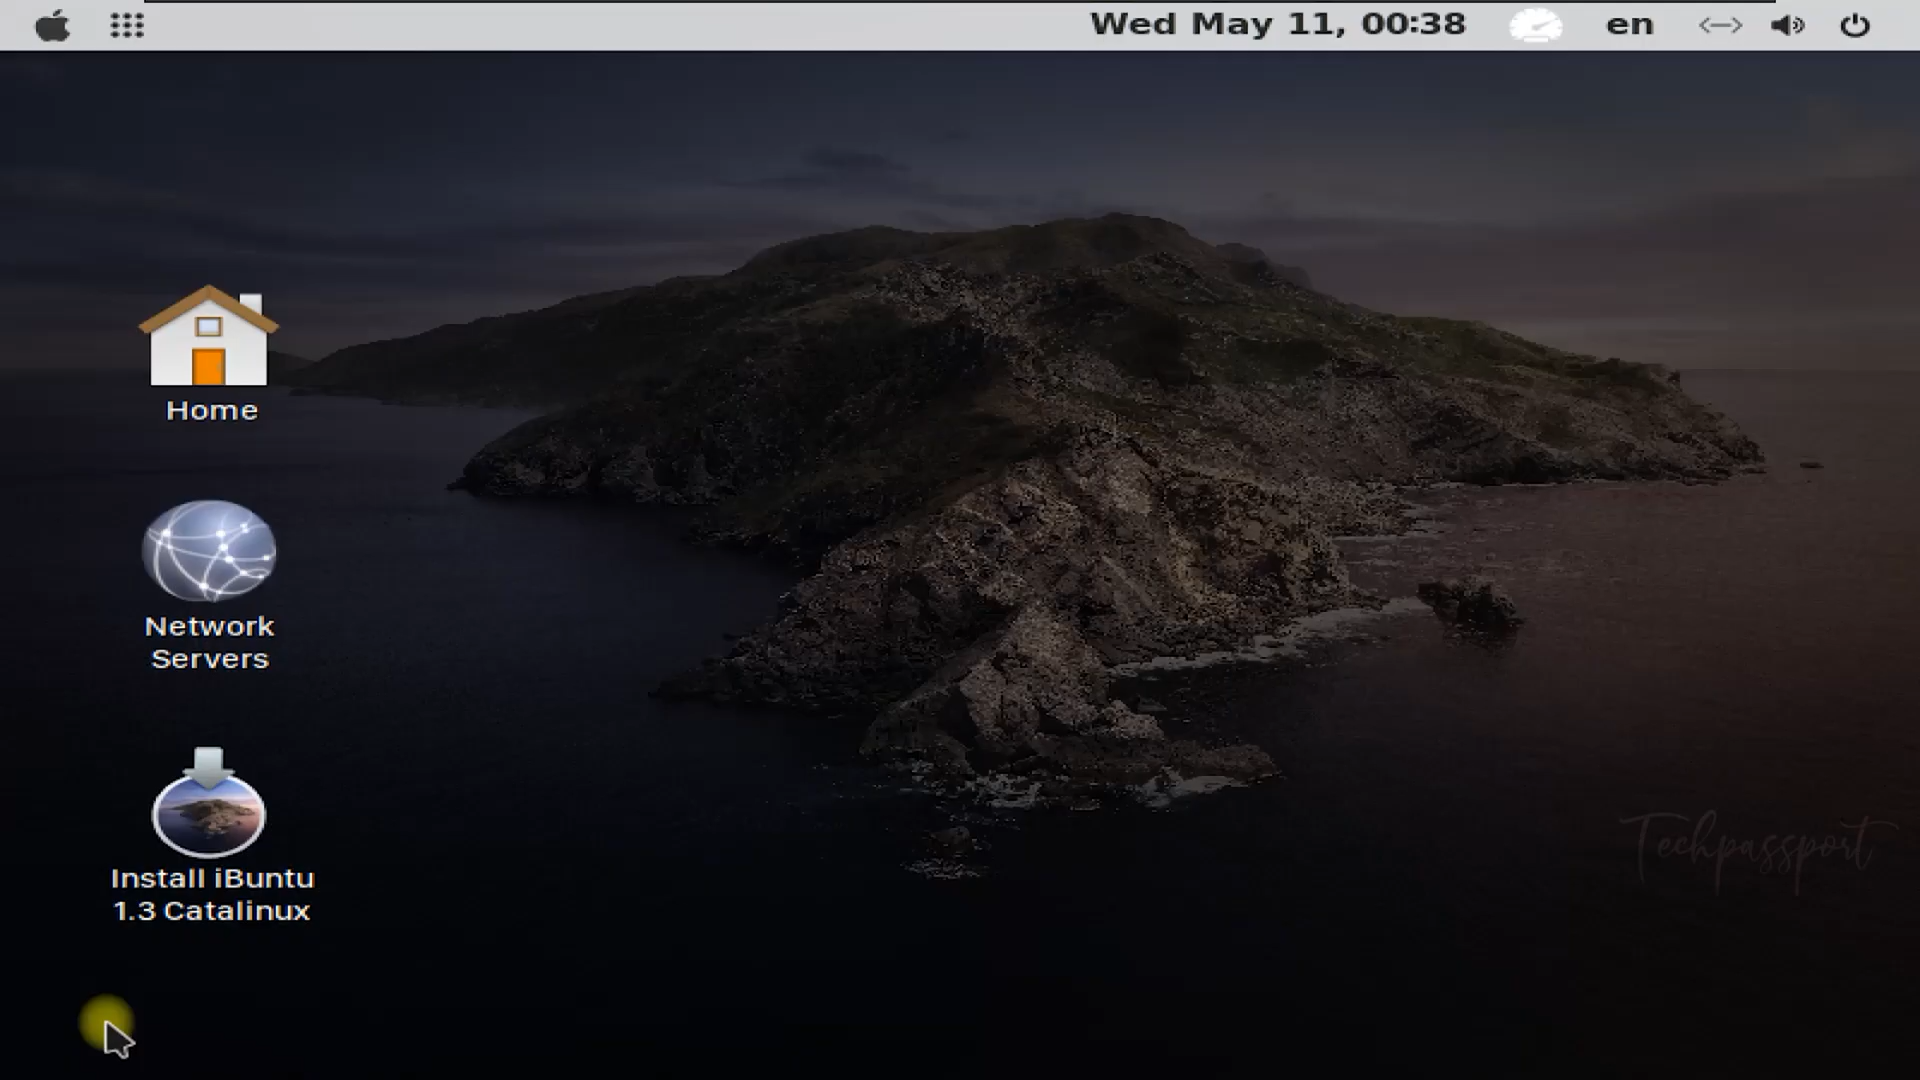 Wed May 11, 00:38
en
Home
Network
Servers
Install iBuntu
1.3 Catalinux
Techpassport